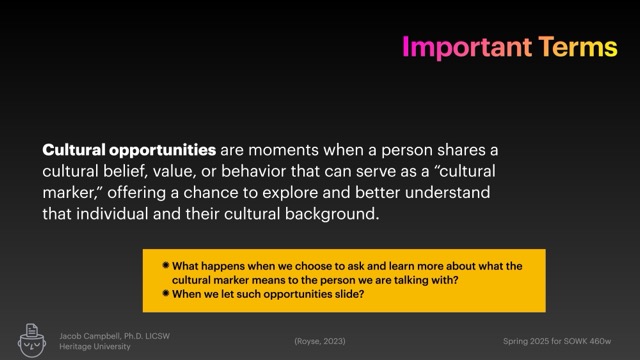 Important Terms
Cultural opportunities are moments when a person shares a
cultural belief, value, or behavior that can serve as a “cultural
marker,” offering a chance to explore and better understand
that individual and their cultural background.
✹ What happens when we choose to ask and learn more about what the
cultural marker means to the person we are talking with?
✹ When we let such opportunities slide?
Jacob Campbell, Ph.D. LICSW
Heritage University
(Royse, 2023)
Spring 2025 for SOWK 460w